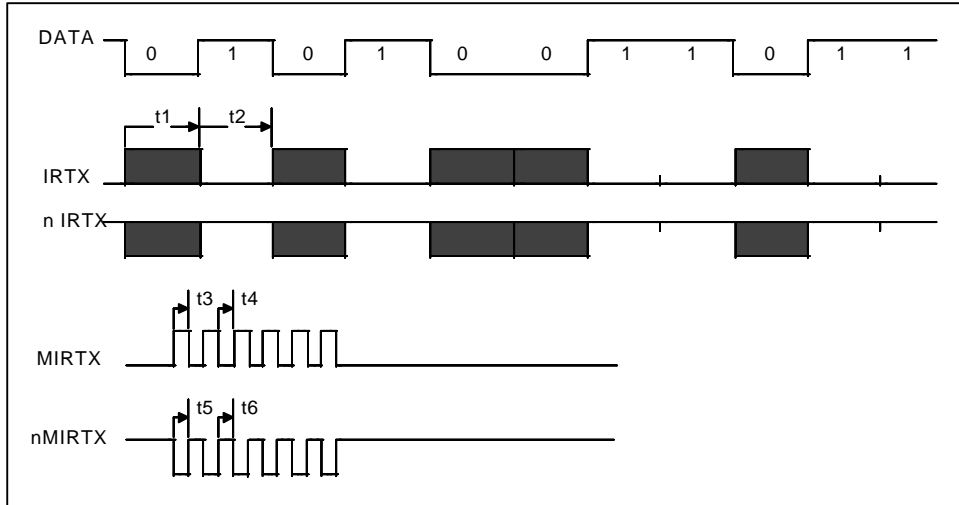 DATA
0 1 0 1 0 0 1 1 0 1 1
t1 t2
IRTX
n IRTX
t3 t4
MIRTX
t5 t6
nMIRTX